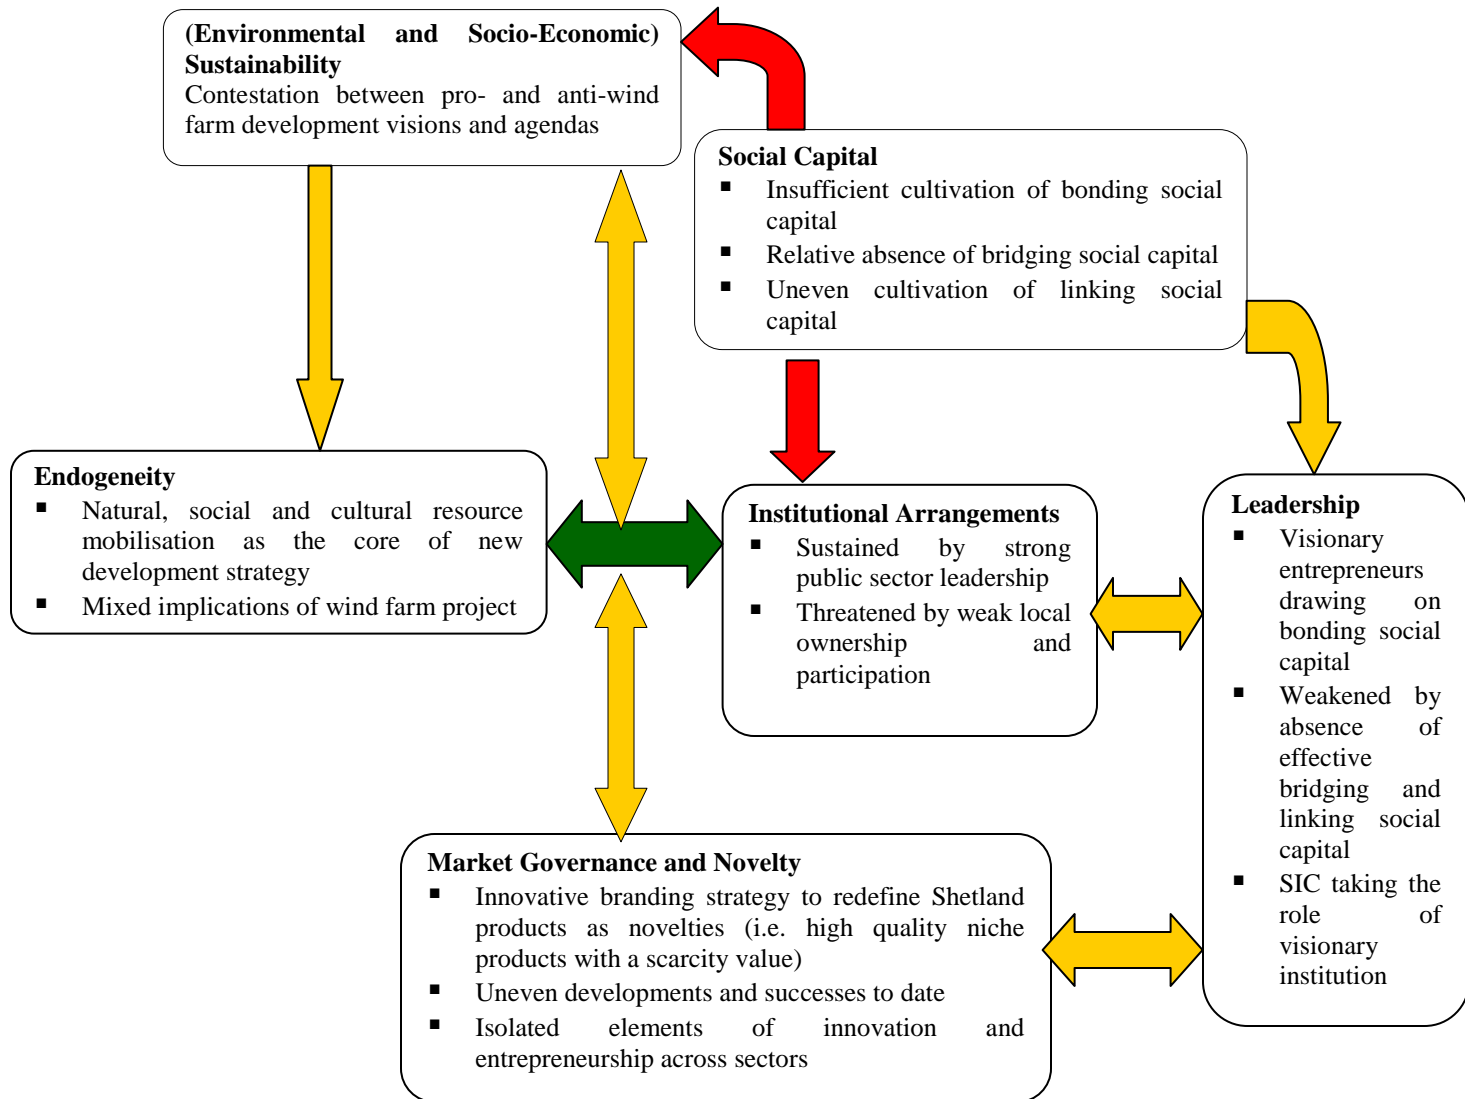 (Environmental and Socio-Economic)
Sustainability
Contestation between pro- and anti-wind
farm development visions and agendas
Social Capital
▪ Insufficient cultivation of bonding social
capital
▪ Relative absence of bridging social capital
▪ Uneven cultivation of linking social
capital
Endogeneity
▪ Natural, social and cultural resource
mobilisation as the core of new
development strategy
▪ Mixed implications of wind farm project
Institutional Arrangements
▪ Sustained by strong
public sector leadership
▪ Threatened by weak local
ownership and
participation
Leadership
▪ Visionary
entrepreneurs
drawing on
bonding social
capital
▪ Weakened by
absence of
effective
bridging and
linking social
capital
▪ SIC taking the
role of
visionary
institution
Market Governance and Novelty
▪ Innovative branding strategy to redefine Shetland
products as novelties (i.e. high quality niche
products with a scarcity value)
▪ Uneven developments and successes to date
▪ Isolated elements of innovation and
entrepreneurship across sectors